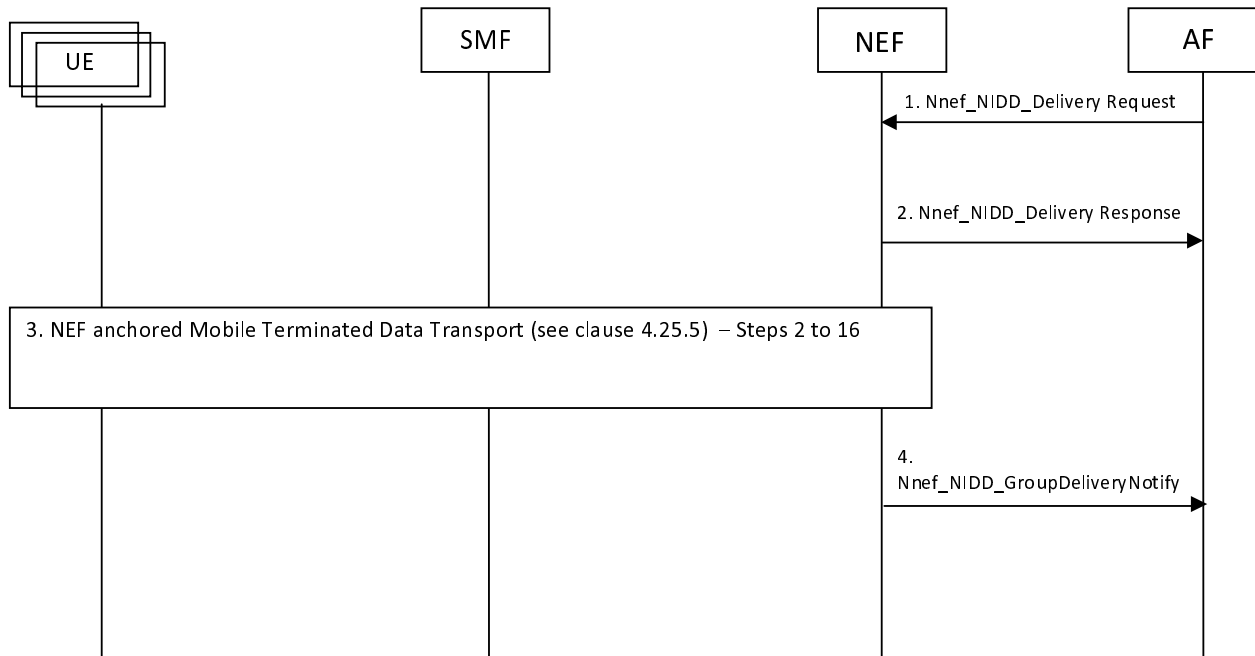 UE
SMF
NEF
AF
1. Nnef_NIDD_Delivery Request
2. Nnef_NIDD_Delivery Response
3. NEF anchored Mobile Terminated Data Transport (see clause 4.25.5) – Steps 2 to 16
4.
Nnef_NIDD_GroupDeliveryNotify